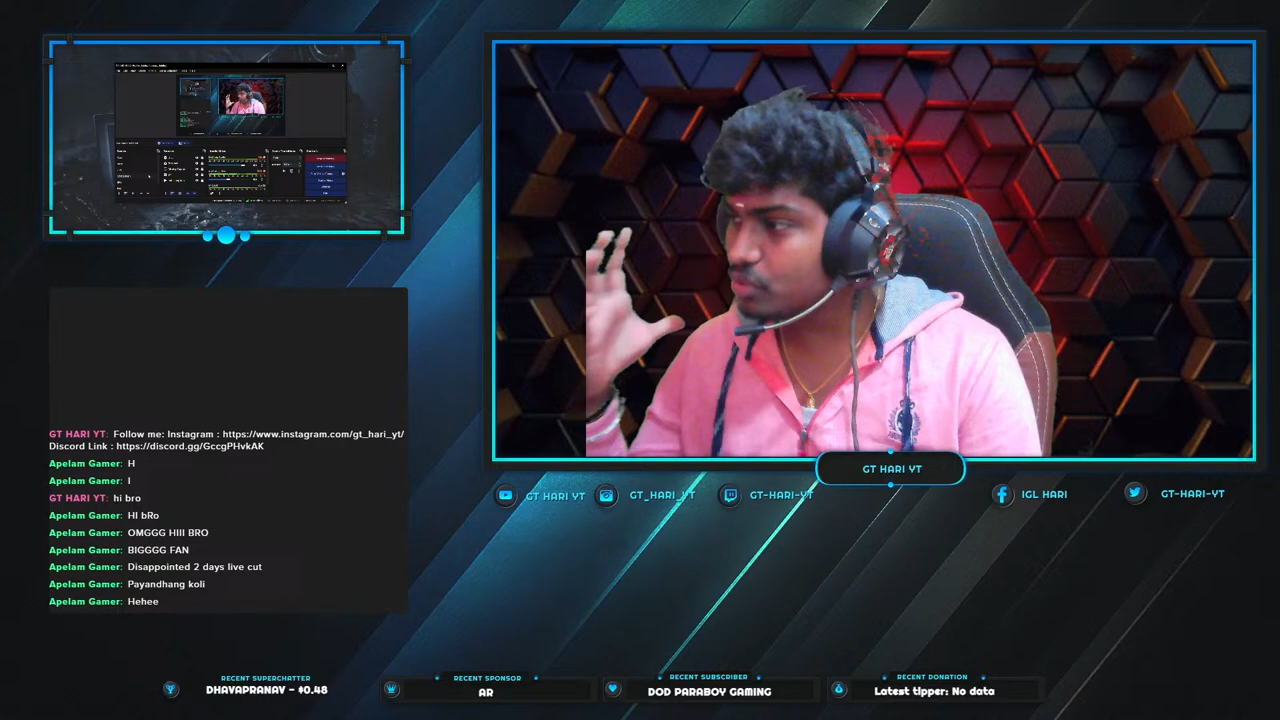 GT HARI YT: Follow me: Instagram : https://www.instagram.com/gt_hari_yt/
Discord Link : https://discord.gg/GccgPHvkAK
Apelam Gamer: H
Apelam Gamer: I
GT HARI YT: hi bro
Apelam Gamer: HI bRo
Apelam Gamer: OMGGG HIII BRO
Apelam Gamer: BIGGGG FAN
Apelam Gamer: Disappointed 2 days live cut
Apelam Gamer: Payandhang koli
Apelam Gamer: Hehee
GT HARI YT
GT HARI YT
GT_HARI_YT
GT-HARI-YT
IGL HARI
GT-HARI-YT
RECENT SUPERCHATTER
DHAVAPRANAV - $0.48
RECENT SPONSOR
AR
RECENT SUBSCRIBER
DOD PARABOY GAMING
RECENT DONATION
Latest tipper: No data